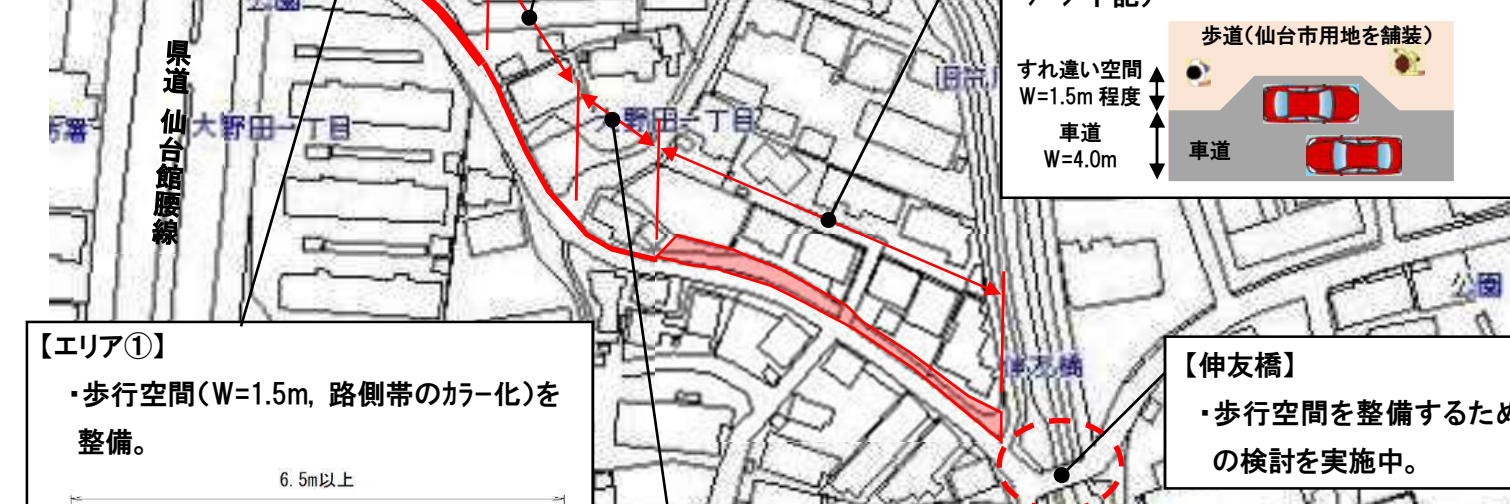 歩道(仙台市用地を舗装)
すれ違い空間
W=1.5m 程度
車道
W=4.0m
車道
県道 仙台館腰線
大野田一丁目
大野田一丁目
公園
伸友橋
【エリア①】
・歩行空間(W=1.5m, 路側帯のカラー化)を
整備。
6.5m以上
【伸友橋】
・歩行空間を整備するため
の検討を実施中。